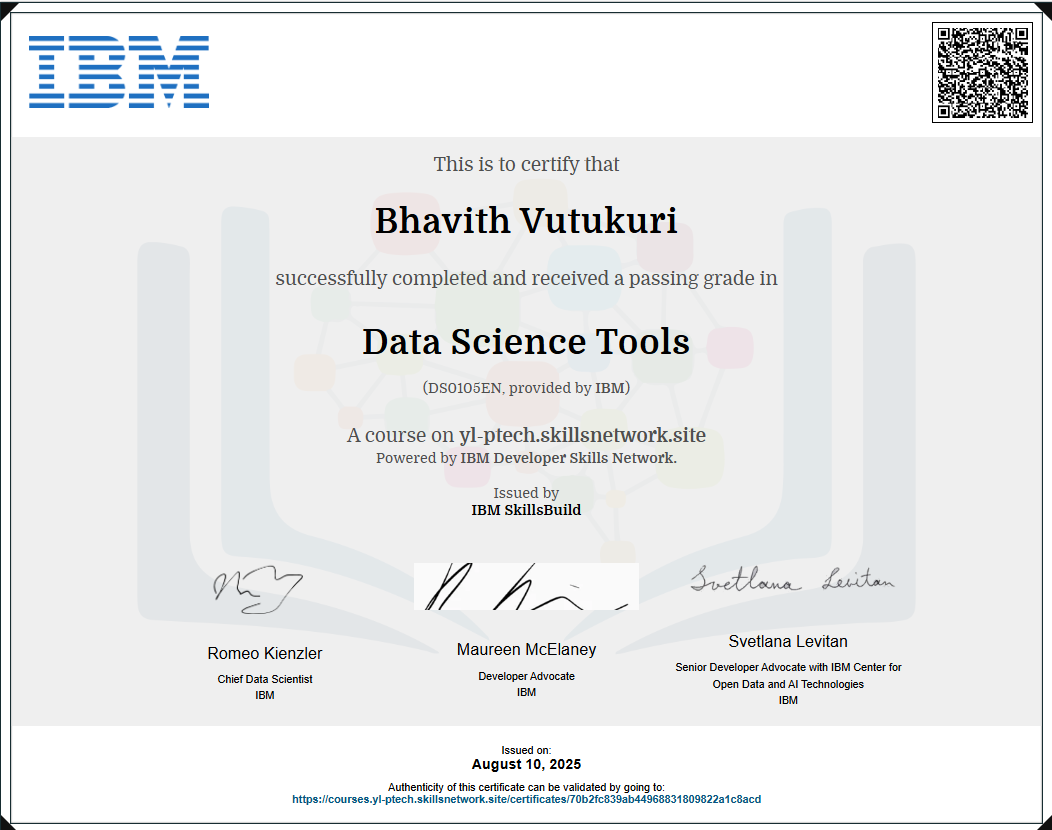 IBM
This is to certify that
Bhavith Vutukuri
successfully completed and received a passing grade in
Data Science Tools
(DS0105EN, provided by IBM)
A course on yl-ptech.skillsnetwork.site
Powered by IBM Developer Skills Network.
Issued by
IBM SkillsBuild
Svetlana Levitan
Romeo Kienzler
Chief Data Scientist
IBM
Maureen McElaney
Developer Advocate
IBM
Svetlana Levitan
Senior Developer Advocate with IBM Center for
Open Data and AI Technologies
IBM
Issued on:
August 10, 2025
Authenticity of this certificate can be validated by going to:
https://courses.yl-ptech.skillsnetwork.site/certificates/70b2fc839ab44968831809822a1c8acd